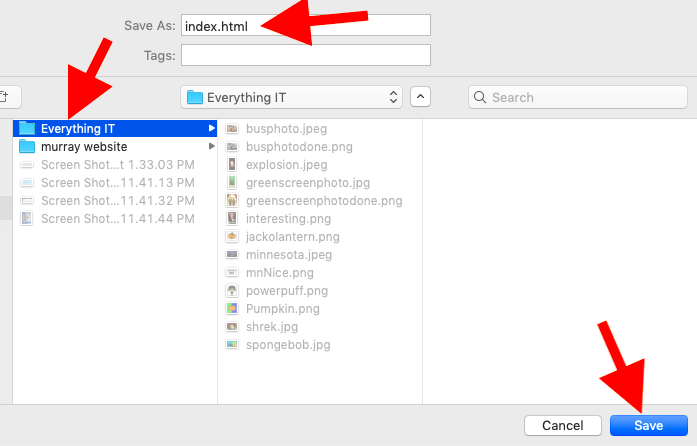 Save As: index.html
Tags:
Everything IT
Search
Everything IT
murray website
Screen Shot...t 1.33.03 PM
Screen Shot...11.41.13 PM
Screen Shot...11.41.32 PM
Screen Shot...11.41.44 PM
busphoto.jpeg
busphotodone.png
explosion.jpeg
greenscreenphoto.jpg
greenscreenphotodone.png
interesting.png
jackolantern.png
minnesota.jpeg
mnNice.png
powerpuff.png
Pumpkin.png
shrek.jpg
spongebob.jpg
Cancel
Save